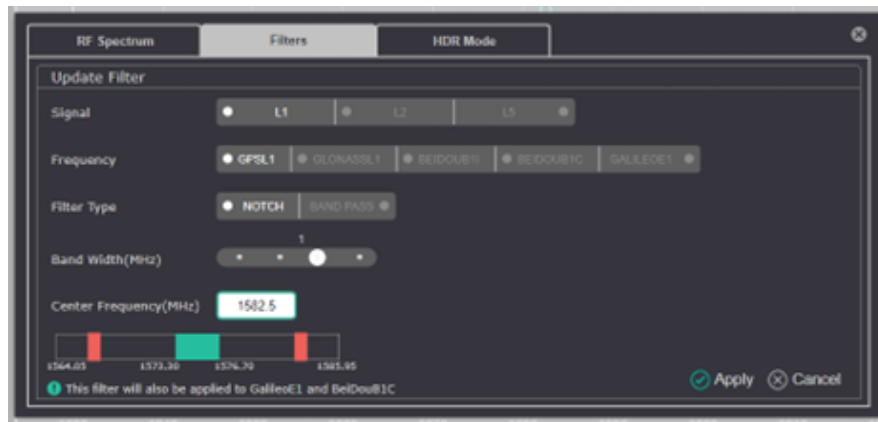 RF Spectrum Filters HDR Mode
Update Filter
Signal L1 L2 L5
Frequency GPSL1 GLONASSL1 BEIDOUB1I BEIDOUB1C GALILEOE1
Filter Type NOTCH BAND PASS
1
Band Width(MHz)
Center Frequency(MHz) 1582.5
1564.05 1573.30 1576.70 1585.95
This filter will also be applied to GalileoE1 and BeiDouB1C
Apply Cancel